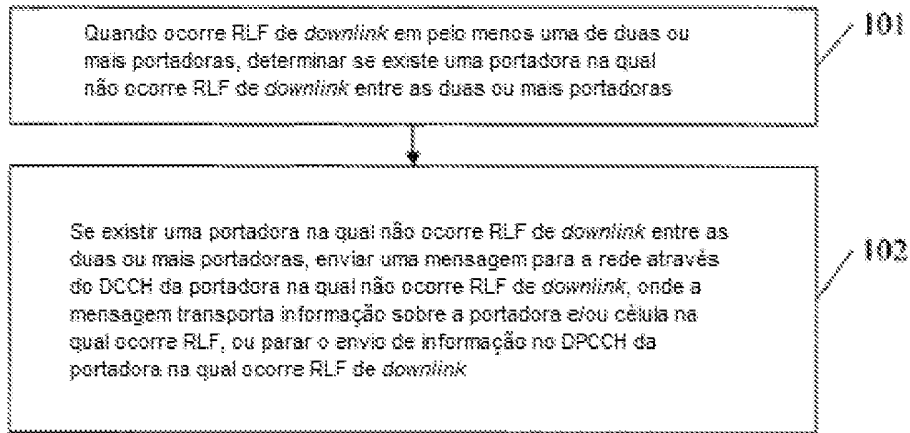 Quando ocorre RLF de downlink em pelo menos uma de duas ou
mais portadoras, determinar se existe uma portadora na qual
não ocorre RLF de downlink entre as duas ou mais portadoras
101
Se existir uma portadora na qual não ocorre RLF de downlink entre as
duas ou mais portadoras, enviar uma mensagem para a rede através
do DCCH da portadora na qual não ocorre RLF de downlink, onde a
mensagem transporta informação sobre a portadora e/ou célula na
qual ocorre RLF, ou parar o envio de informação no DPCCH da
portadora na qual ocorre RLF de downlink
102